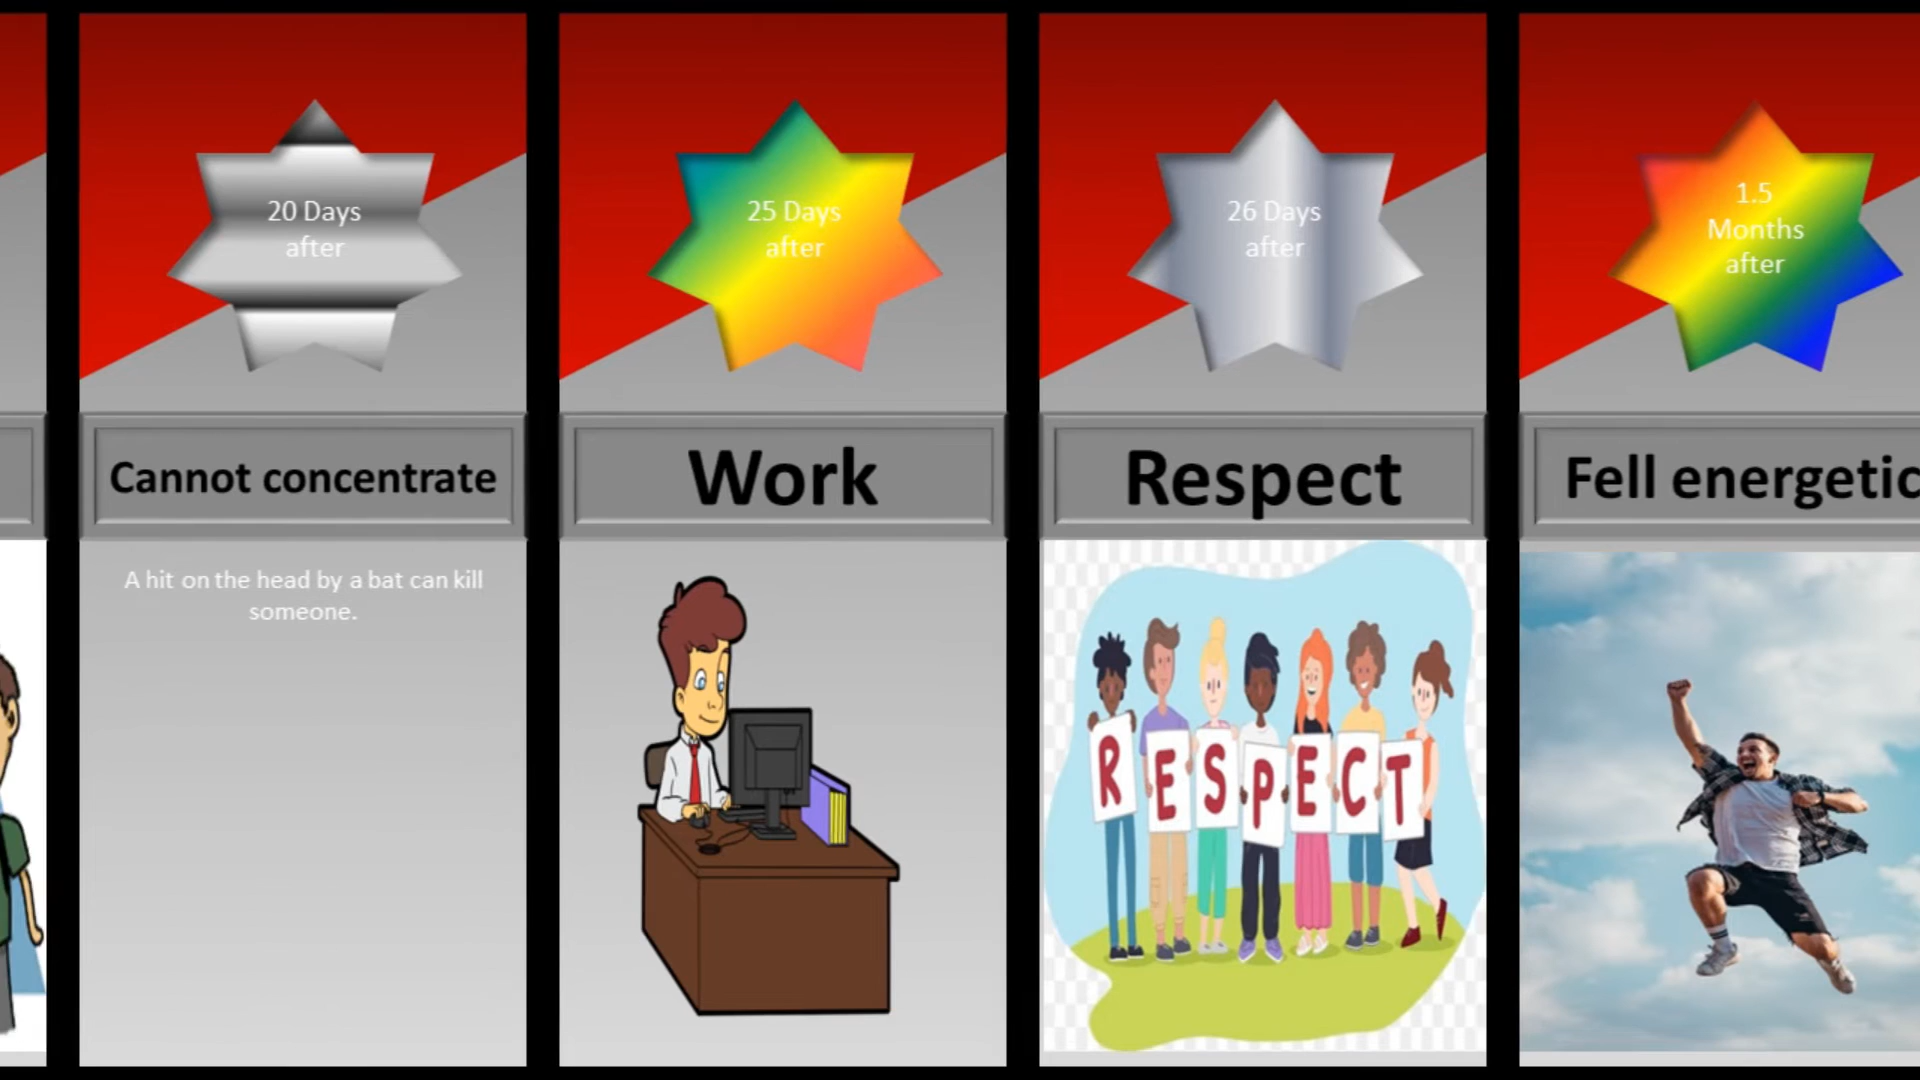 20 Days
after
Cannot concentrate
A hit on the head by a bat can kill
someone.
25 Days
after
Work
26 Days
after
Respect
RESPECT
1.5
Months
after
Fell energetic